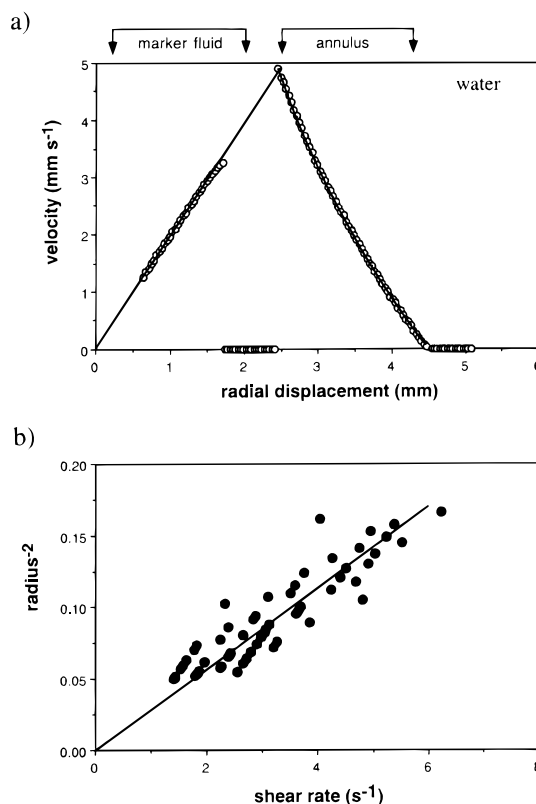 a)
marker fluid
annulus
water
5
4
3
2
1
0
velocity (mm s-1)
0 1 2 3 4 5 6
radial displacement (mm)
b)
0.20
0.15
0.10
0.05
0.00
radius-2
0 2 4 6 8
shear rate (s-1)